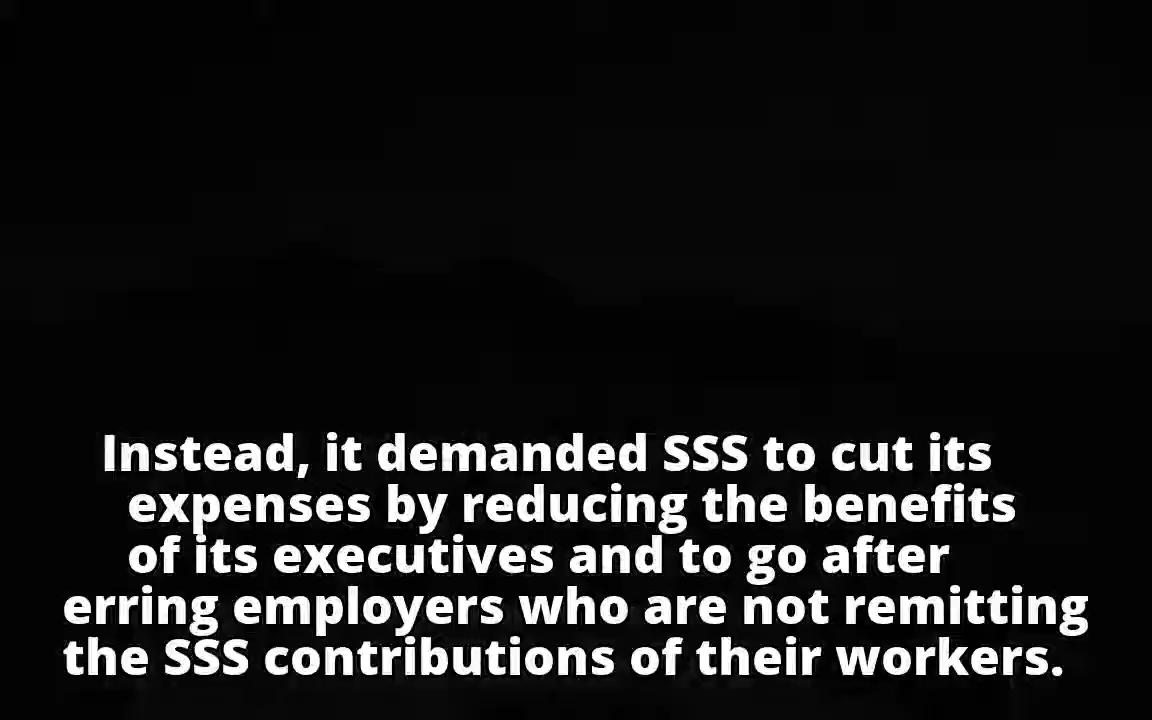 Instead, it demanded SSS to cut its
expenses by reducing the benefits
of its executives and to go after
erring employers who are not remitting
the SSS contributions of their workers.